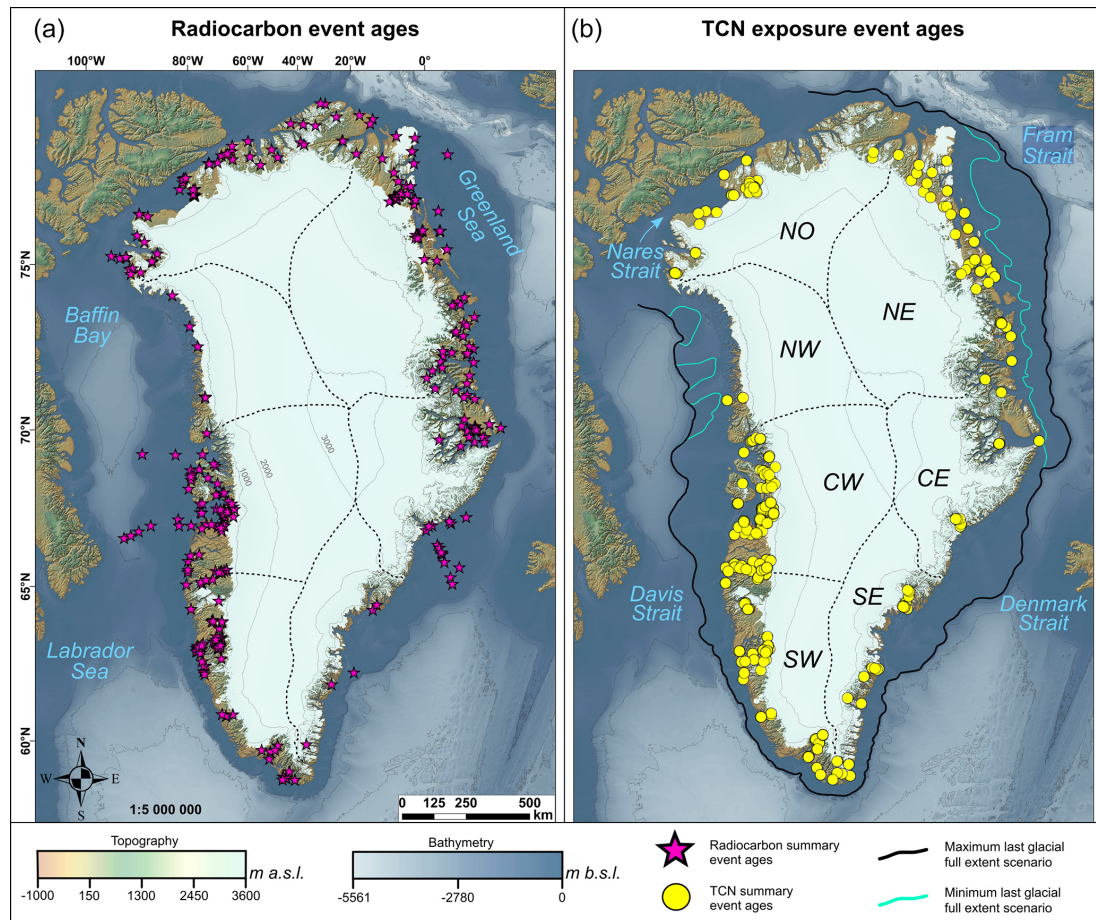 (a) Radiocarbon event ages
100°W 80°W 60°W 40°W 20°W 0°
75°N
70°N
65°N
60°N
Greenland
Sea
Baffin
Bay
Labrador
Sea
1000
2000
3000
N
W E
S
1:5 000 000
0 125 250 500
km
(b) TCN exposure event ages
Fram
Strait
Nares
Strait
NO
NE
NW
CW
CE
SE
SW
Davis
Strait
Denmark
Strait
Topography
m a.s.l.
-1000 150 1300 2450 3600
Bathymetry
m b.s.l.
-5561 -2780 0
Radiocarbon summary
event ages
TCN summary
event ages
Maximum last glacial
full extent scenario
Minimum last glacial
full extent scenario